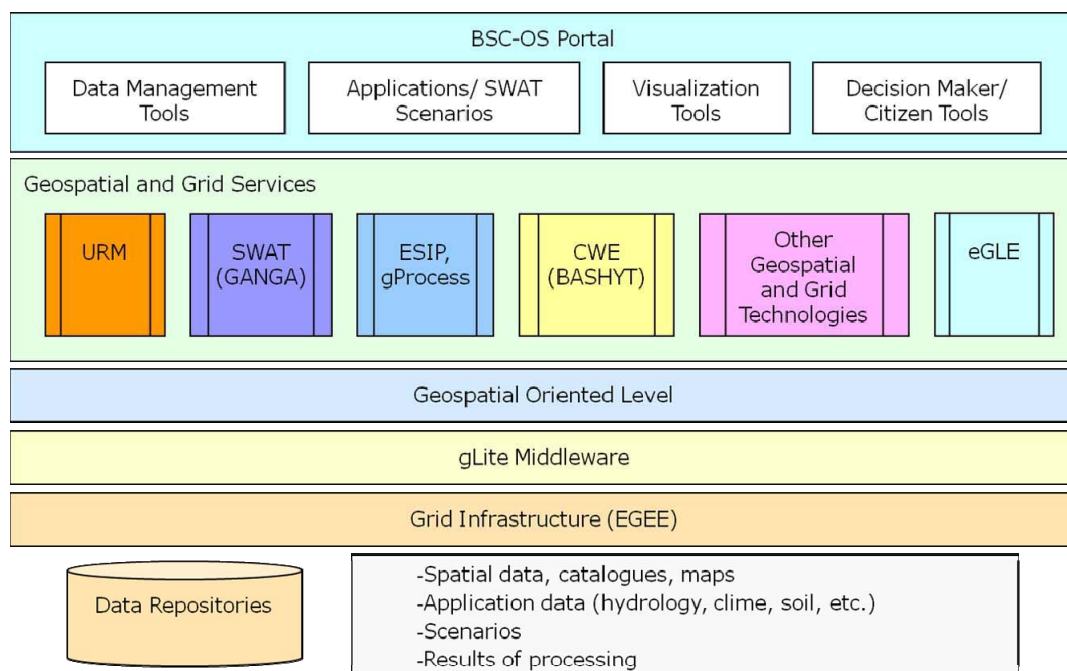 BSC-OS Portal
Data Management
Tools
Applications/ SWAT
Scenarios
Visualization
Tools
Decision Maker/
Citizen Tools
Geospatial and Grid Services
URM
SWAT
(GANGA)
ESIP,
gProcess
CWE
(BASHYT)
Other
Geospatial
and Grid
Technologies
eGLE
Geospatial Oriented Level
gLite Middleware
Grid Infrastructure (EGEE)
Data Repositories
-Spatial data, catalogues, maps
-Application data (hydrology, clime, soil, etc.)
-Scenarios
-Results of processing